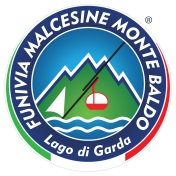 FUNIVIA MALCESINE MONTE BALDO
®
Lago di Garda